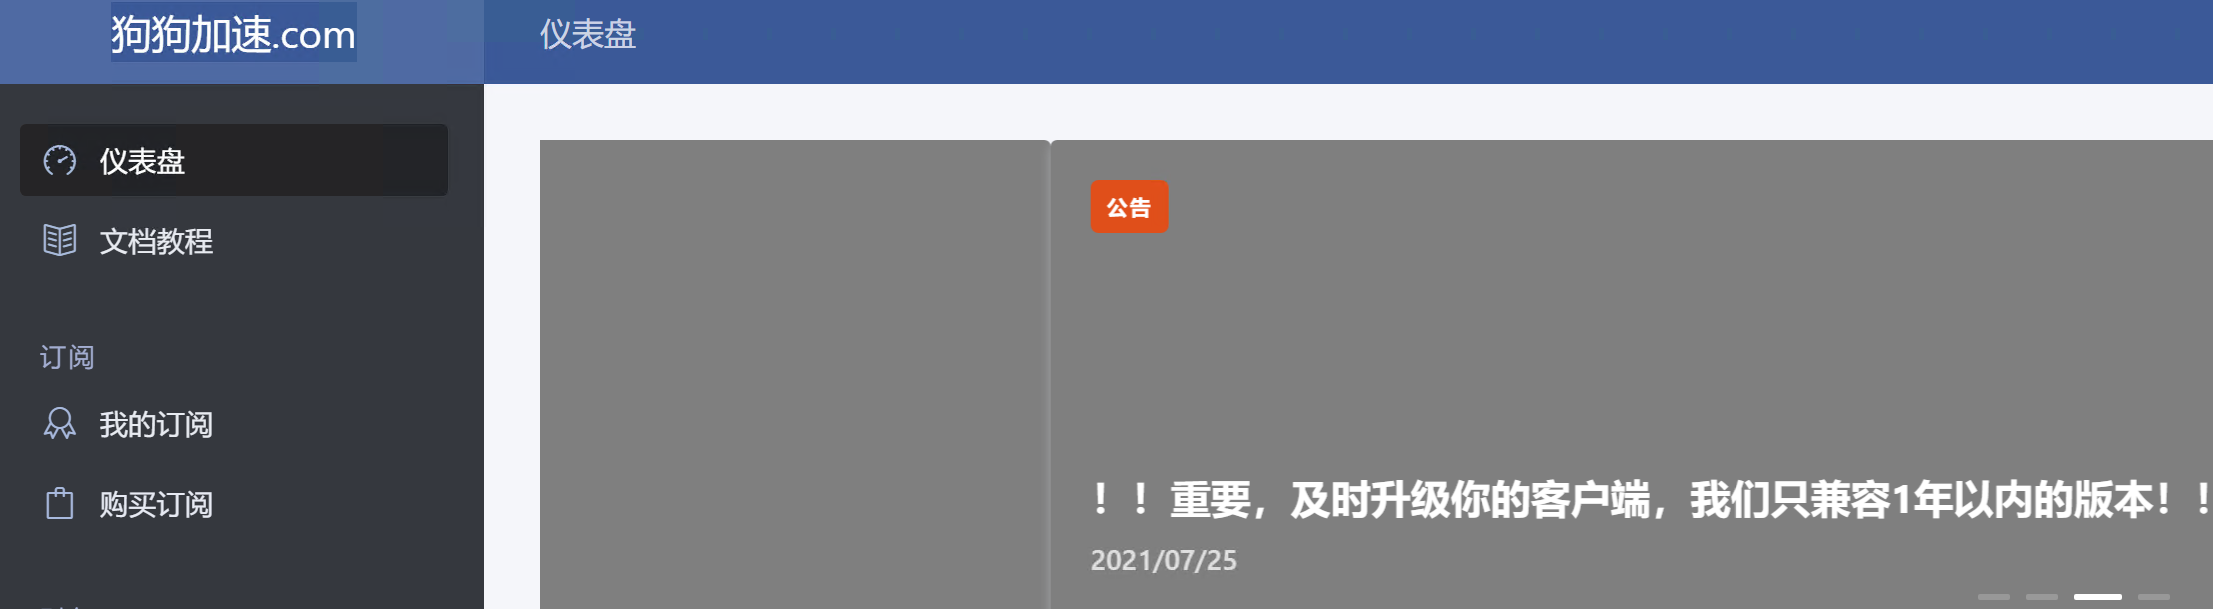 狗狗加速.com
仪表盘
仪表盘
文档教程
订阅
我的订阅
购买订阅
公告
！！重要，及时升级你的客户端，我们只兼容1年以内的版本！！
2021/07/25